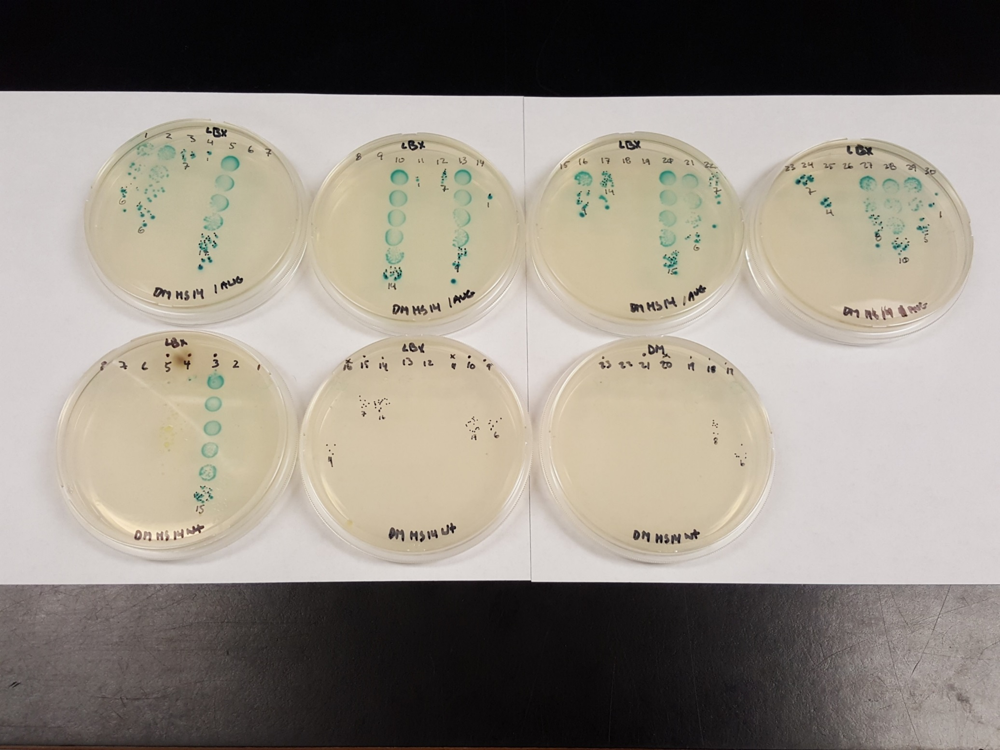 LBX
1 2 3 4 5 6 7
7 1
6
6
17
DM HS14 1 AUG
LBX
8 9 10 11 12 13 14
1 7
1
9
14
DM HS14 1 AUG
LBX
15 16 17 18 19 20 21 22
14 7
9
6
15
DM HS14 1 AUG
LBX
23 24 25 26 27 28 29 30
7
4 1
8 5
10
DM HS14 AUG
LBX
8 7 6 5 4 3 2 1
15
DM HS14 wt
LBX
16 15 14 13 12 11 10 9
7 16
6
DM HS14 wt
DM
23 22 21 20 19 18 17
8
6
DM HS14 wt